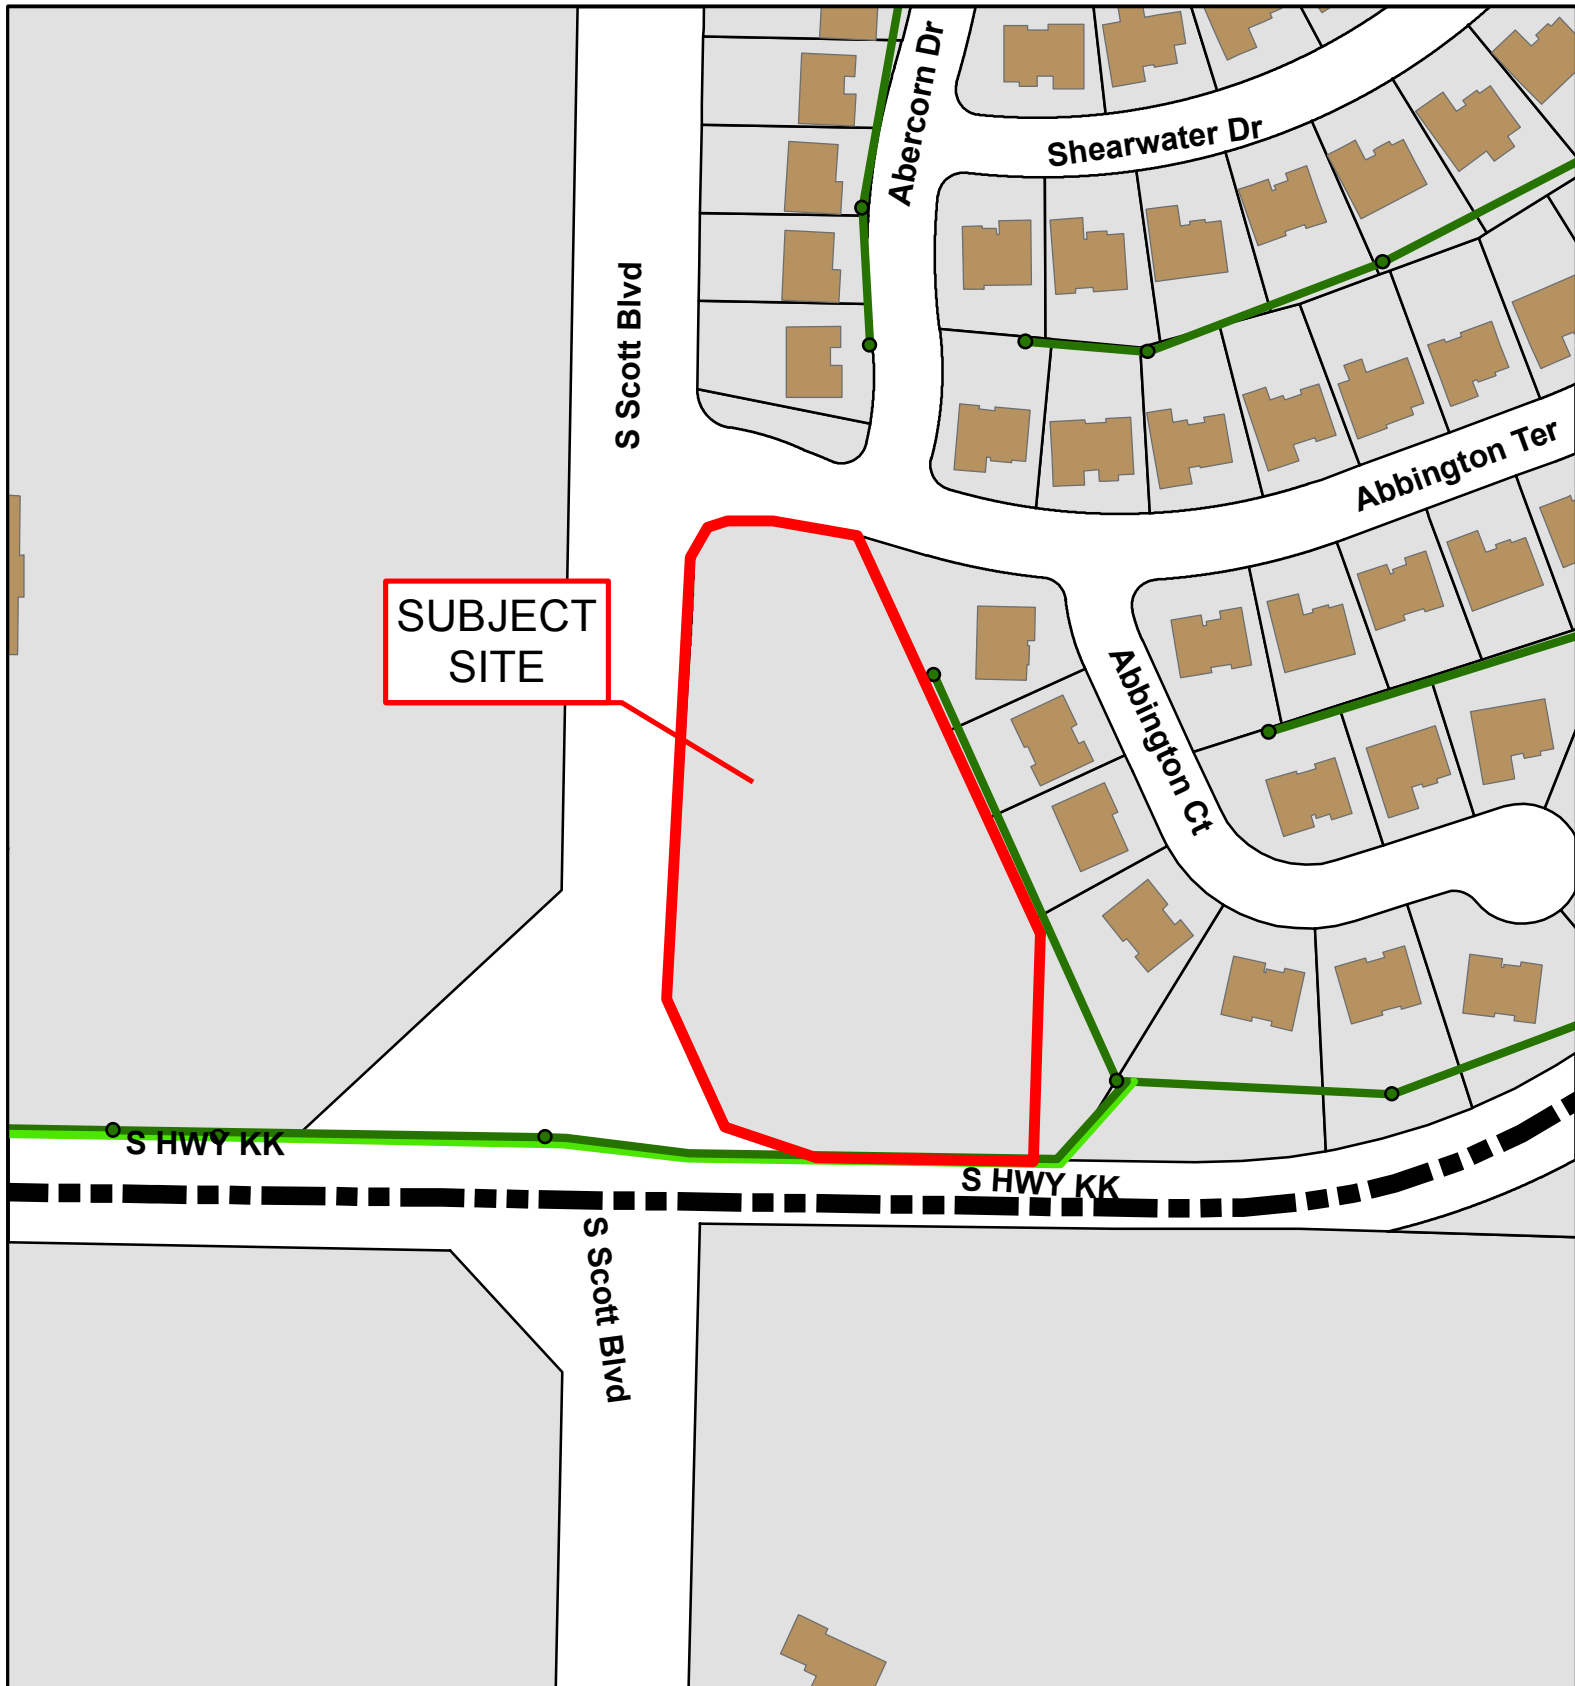 Abercorn Dr
Shearwater Dr
S Scott Blvd
Abbington Ter
SUBJECT
SITE
Abbington Ct
S HWY KK
S HWY KK
S Scott Blvd